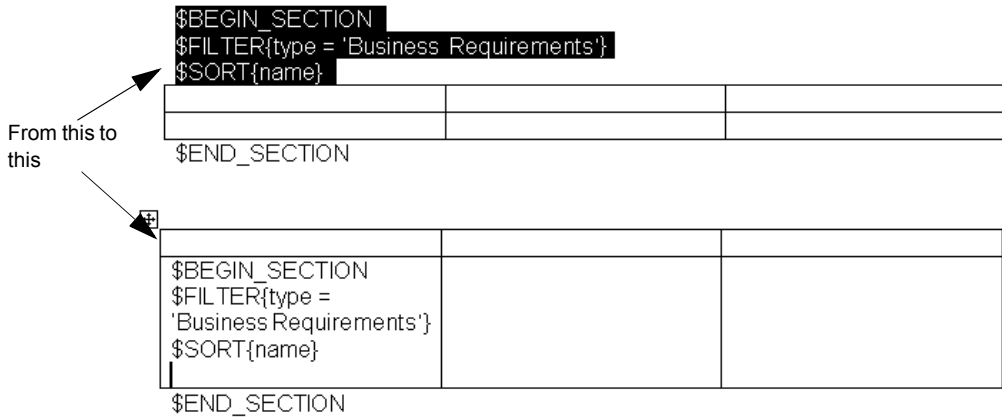 $BEGIN_SECTION
$FILTER{type = 'Business Requirements'}
$SORT{name}
From this to
this
$END_SECTION
$BEGIN_SECTION
$FILTER{type =
'Business Requirements'}
$SORT{name}
$END_SECTION